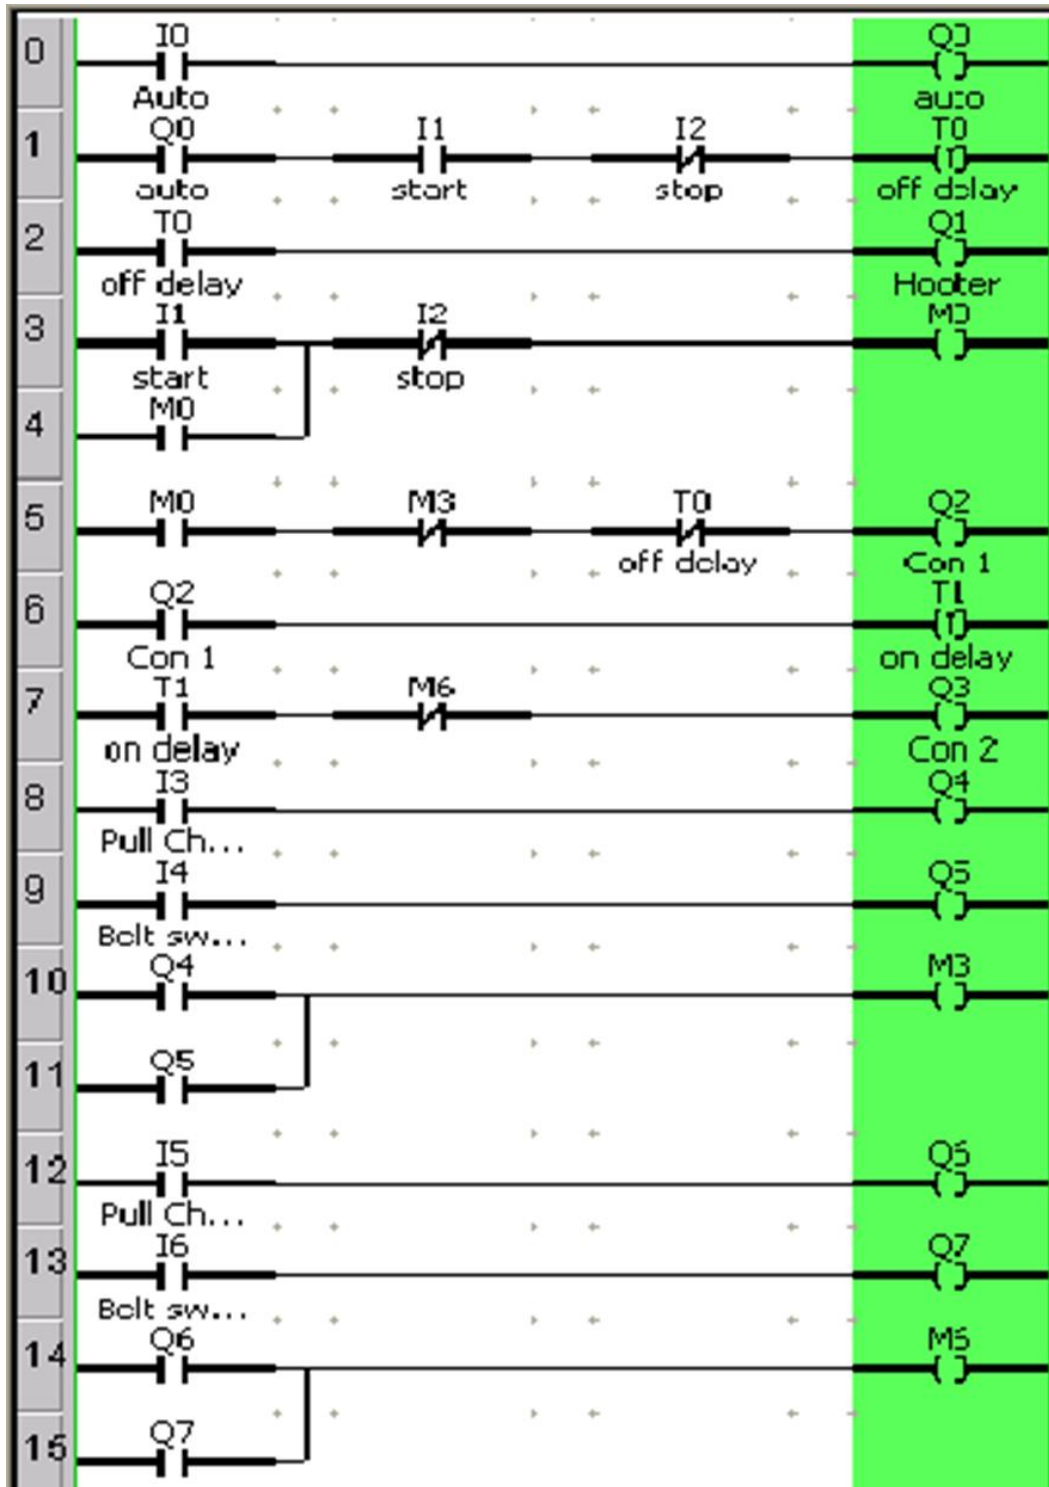 0 I0 Q0
Auto auto
1 Q0 I1 I2 T0
auto start stop off delay
2 T0 Q1
off delay Hooter
3 I1 I2 M0
start stop
4 M0
5 M0 M3 T0 Q2
off delay Con 1
6 Q2 T1
Con 1 on delay
7 T1 M6 Q3
on delay Con 2
8 I3 Q4
Pull Ch...
9 I4 Q5
Belt sw...
10 Q4 M3
11 Q5
12 I5 Q6
Pull Ch...
13 I6 Q7
Belt sw...
14 Q6 M6
15 Q7